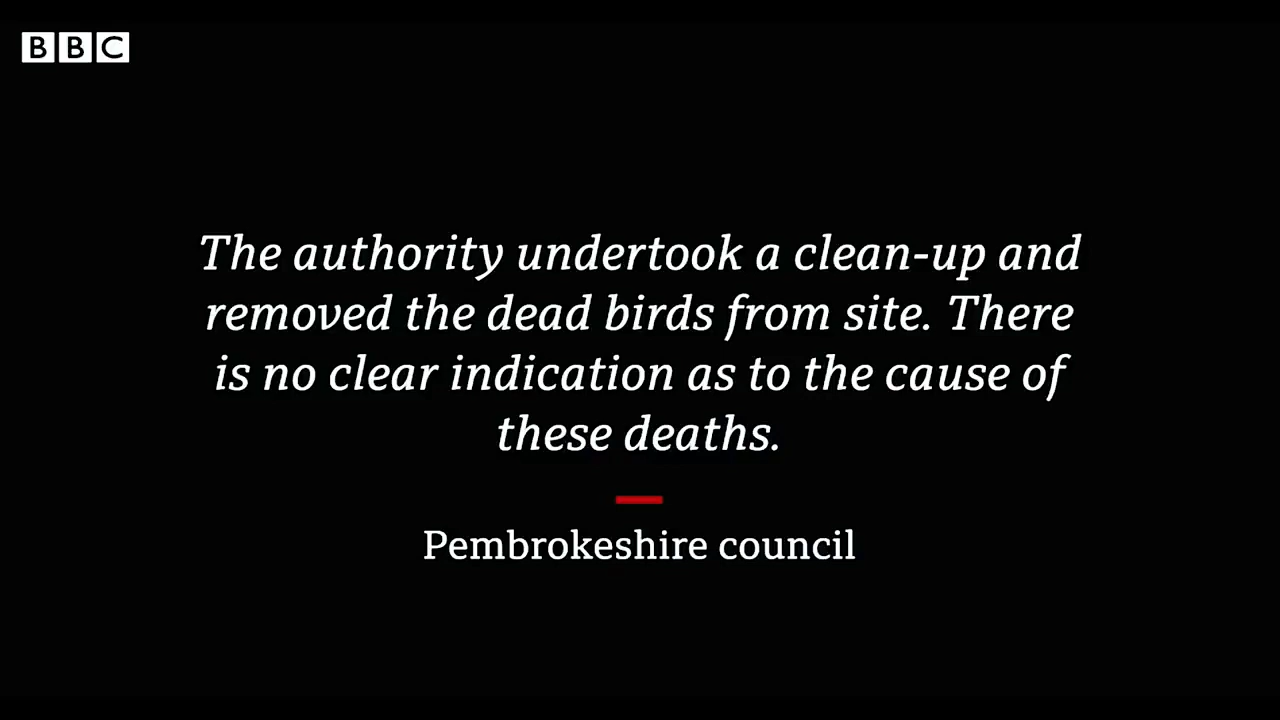 BBC
The authority undertook a clean-up and
removed the dead birds from site. There
is no clear indication as to the cause of
these deaths.
Pembrokeshire council